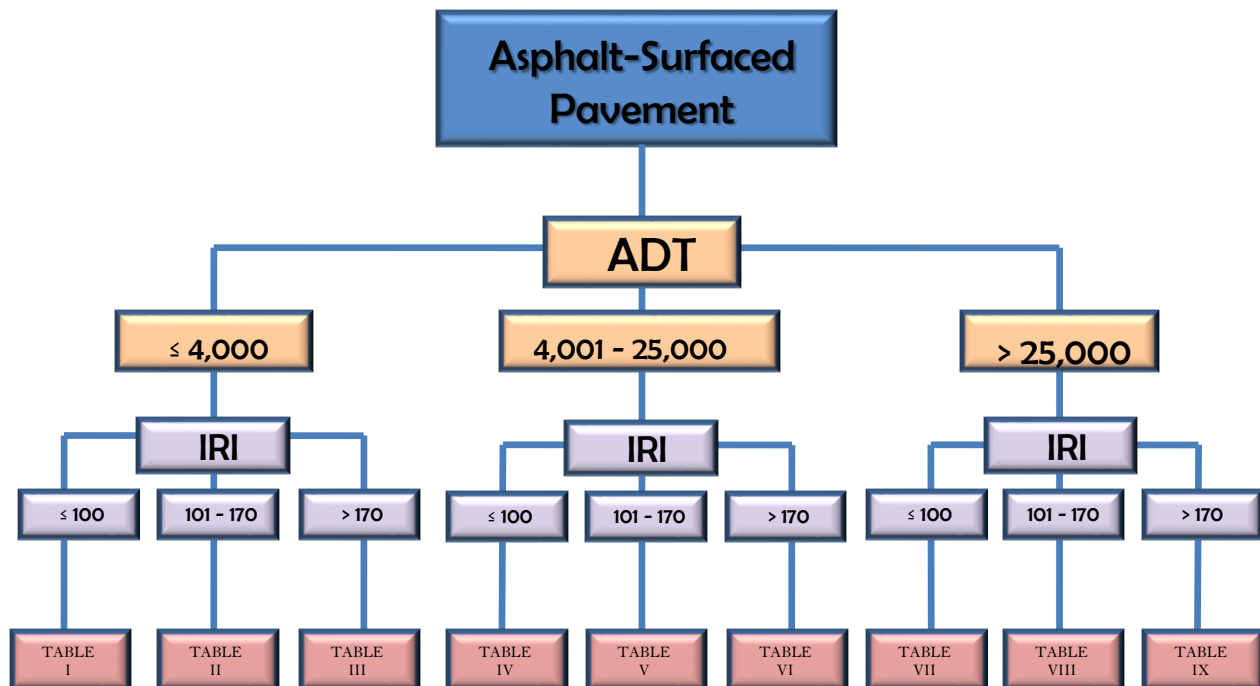 Asphalt-Surfaced
Pavement
ADT
≤ 4,000
4,001 - 25,000
> 25,000
IRI
IRI
IRI
≤ 100
101 - 170
> 170
≤ 100
101 - 170
> 170
≤ 100
101 - 170
> 170
TABLE
I
TABLE
II
TABLE
III
TABLE
IV
TABLE
V
TABLE
VI
TABLE
VII
TABLE
VIII
TABLE
IX